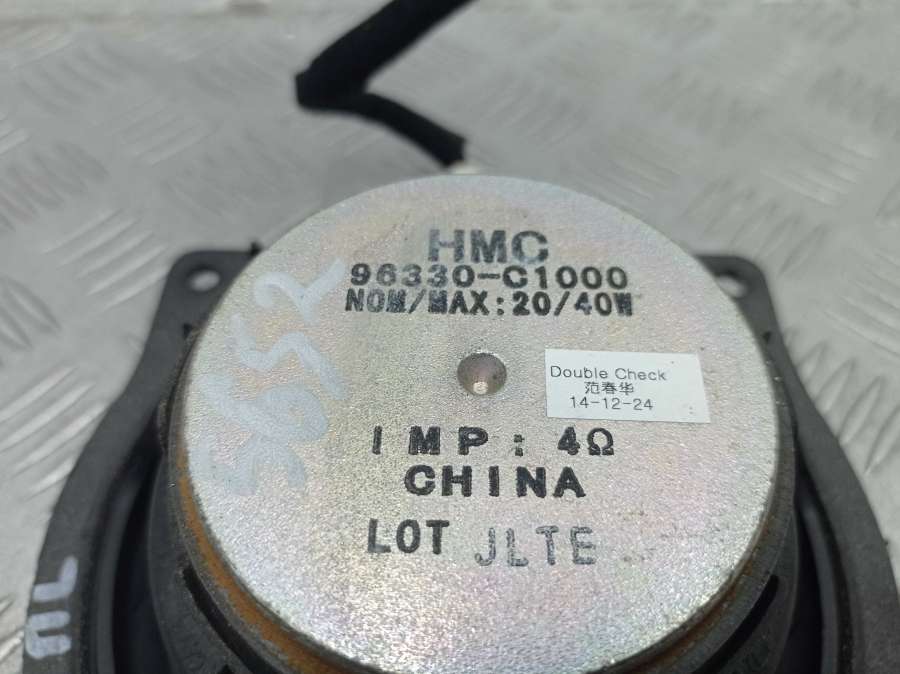 HMC
96330-C1000
NOM/MAX:20/40W
Double Check
范春华
14-12-24
IMP: 4Ω
CHINA
LOT JLTE
ПL